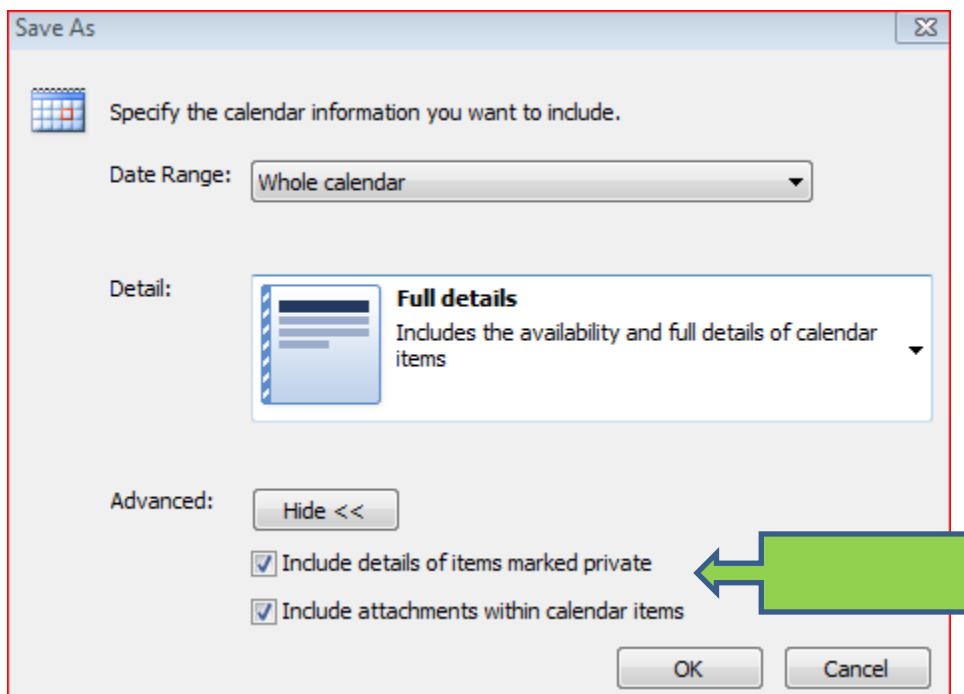 Save As
Specify the calendar information you want to include.
Date Range:
Whole calendar
Detail:
Full details
Includes the availability and full details of calendar
items
Advanced:
Hide <<
Include details of items marked private
Include attachments within calendar items
OK
Cancel